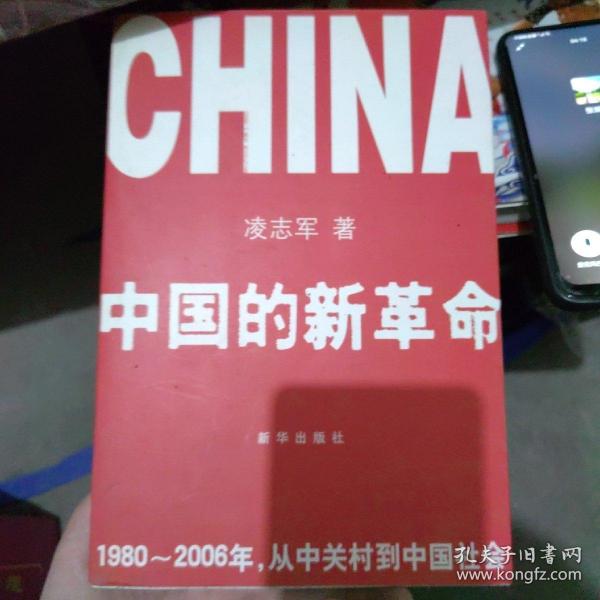 CHINA
凌志军 著
中国的新革命
新华出版社
1980～2006年，从中关村到中国社会
孔夫子旧书网
www.kongfz.com